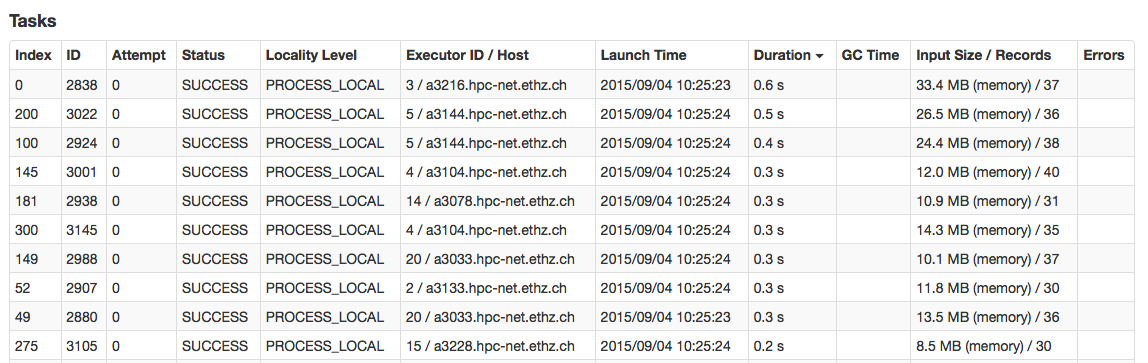 Tasks
Index ID Attempt Status Locality Level Executor ID / Host Launch Time Duration GC Time Input Size / Records Errors
0 2838 0 SUCCESS PROCESS_LOCAL 3 / a3216.hpc-net.ethz.ch 2015/09/04 10:25:23 0.6 s 33.4 MB (memory) / 37
200 3022 0 SUCCESS PROCESS_LOCAL 5 / a3144.hpc-net.ethz.ch 2015/09/04 10:25:24 0.5 s 26.5 MB (memory) / 36
100 2924 0 SUCCESS PROCESS_LOCAL 5 / a3144.hpc-net.ethz.ch 2015/09/04 10:25:24 0.4 s 24.4 MB (memory) / 38
145 3001 0 SUCCESS PROCESS_LOCAL 4 / a3104.hpc-net.ethz.ch 2015/09/04 10:25:24 0.3 s 12.0 MB (memory) / 40
181 2938 0 SUCCESS PROCESS_LOCAL 14 / a3078.hpc-net.ethz.ch 2015/09/04 10:25:24 0.3 s 10.9 MB (memory) / 31
300 3145 0 SUCCESS PROCESS_LOCAL 4 / a3104.hpc-net.ethz.ch 2015/09/04 10:25:24 0.3 s 14.3 MB (memory) / 35
149 2988 0 SUCCESS PROCESS_LOCAL 20 / a3033.hpc-net.ethz.ch 2015/09/04 10:25:24 0.3 s 10.1 MB (memory) / 37
52 2907 0 SUCCESS PROCESS_LOCAL 2 / a3133.hpc-net.ethz.ch 2015/09/04 10:25:24 0.3 s 11.8 MB (memory) / 30
49 2880 0 SUCCESS PROCESS_LOCAL 20 / a3033.hpc-net.ethz.ch 2015/09/04 10:25:23 0.3 s 13.5 MB (memory) / 36
275 3105 0 SUCCESS PROCESS_LOCAL 15 / a3228.hpc-net.ethz.ch 2015/09/04 10:25:24 0.2 s 8.5 MB (memory) / 30